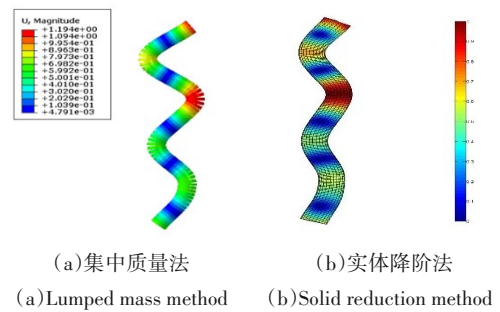 U, Magnitude
+1.194e+00
+1.094e+00
+9.954e-01
+8.963e-01
+7.973e-01
+6.982e-01
+5.992e-01
+5.001e-01
+4.010e-01
+3.020e-01
+2.029e-01
+1.039e-01
+4.791e-03
(a)集中质量法
(b)实体降阶法
(a)Lumped mass method
(b)Solid reduction method